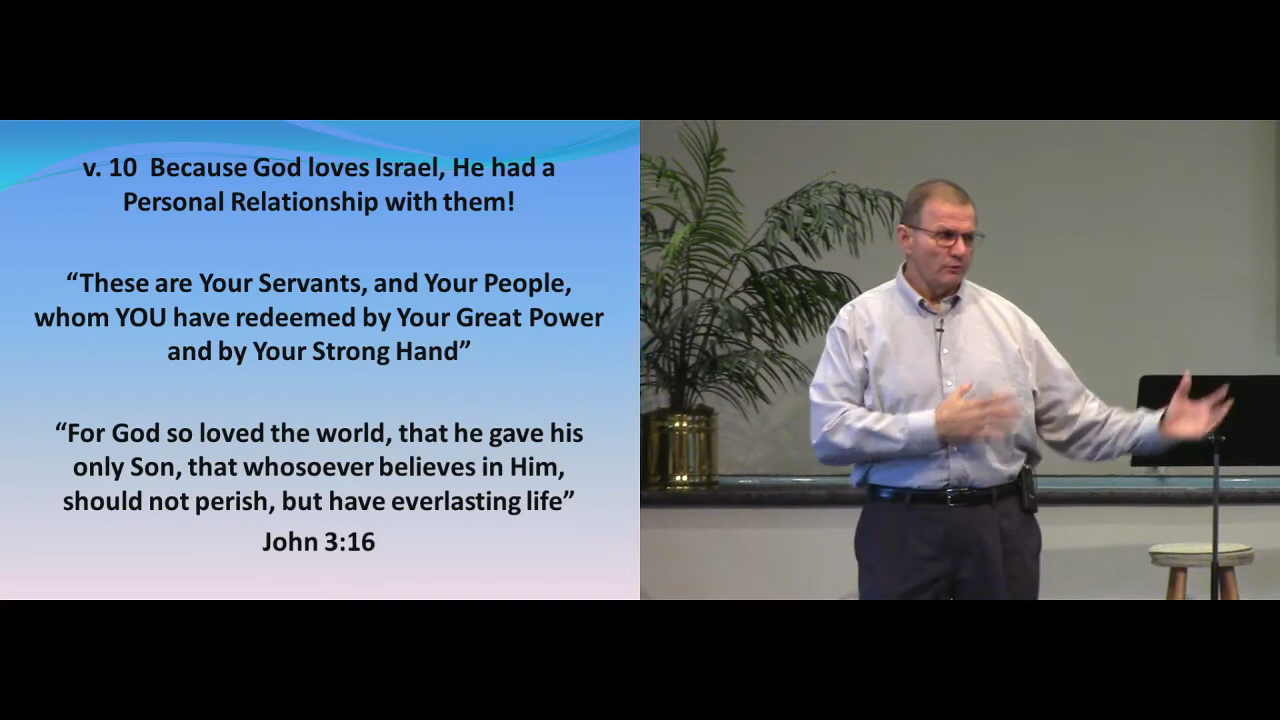 v. 10  Because God loves Israel, He had a
Personal Relationship with them!
“These are Your Servants, and Your People,
whom YOU have redeemed by Your Great Power
and by Your Strong Hand”
“For God so loved the world, that he gave his
only Son, that whosoever believes in Him,
should not perish, but have everlasting life”
John 3:16